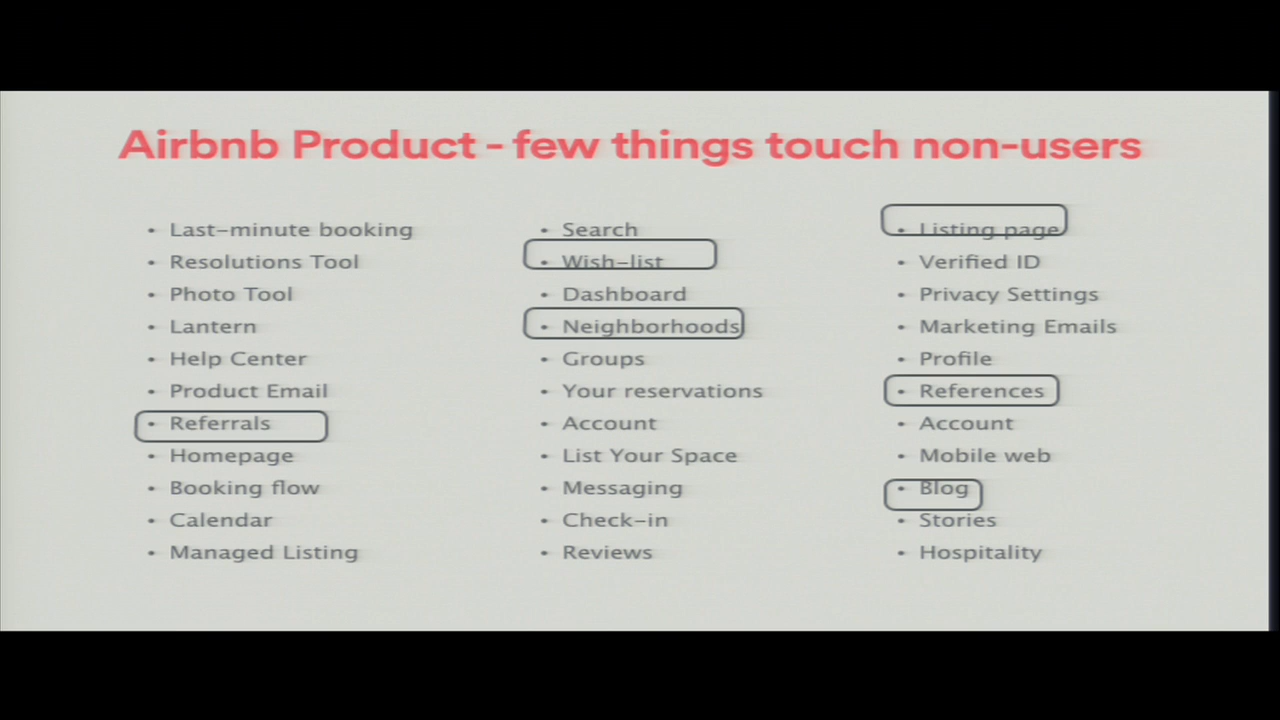 Airbnb Product - few things touch non-users
• Last-minute booking
• Resolutions Tool
• Photo Tool
• Lantern
• Help Center
• Product Email
• Referrals
• Homepage
• Booking flow
• Calendar
• Managed Listing
• Search
• Wish-list
• Dashboard
• Neighborhoods
• Groups
• Your reservations
• Account
• List Your Space
• Messaging
• Check-in
• Reviews
• Listing page
• Verified ID
• Privacy Settings
• Marketing Emails
• Profile
• References
• Account
• Mobile web
• Blog
• Stories
• Hospitality